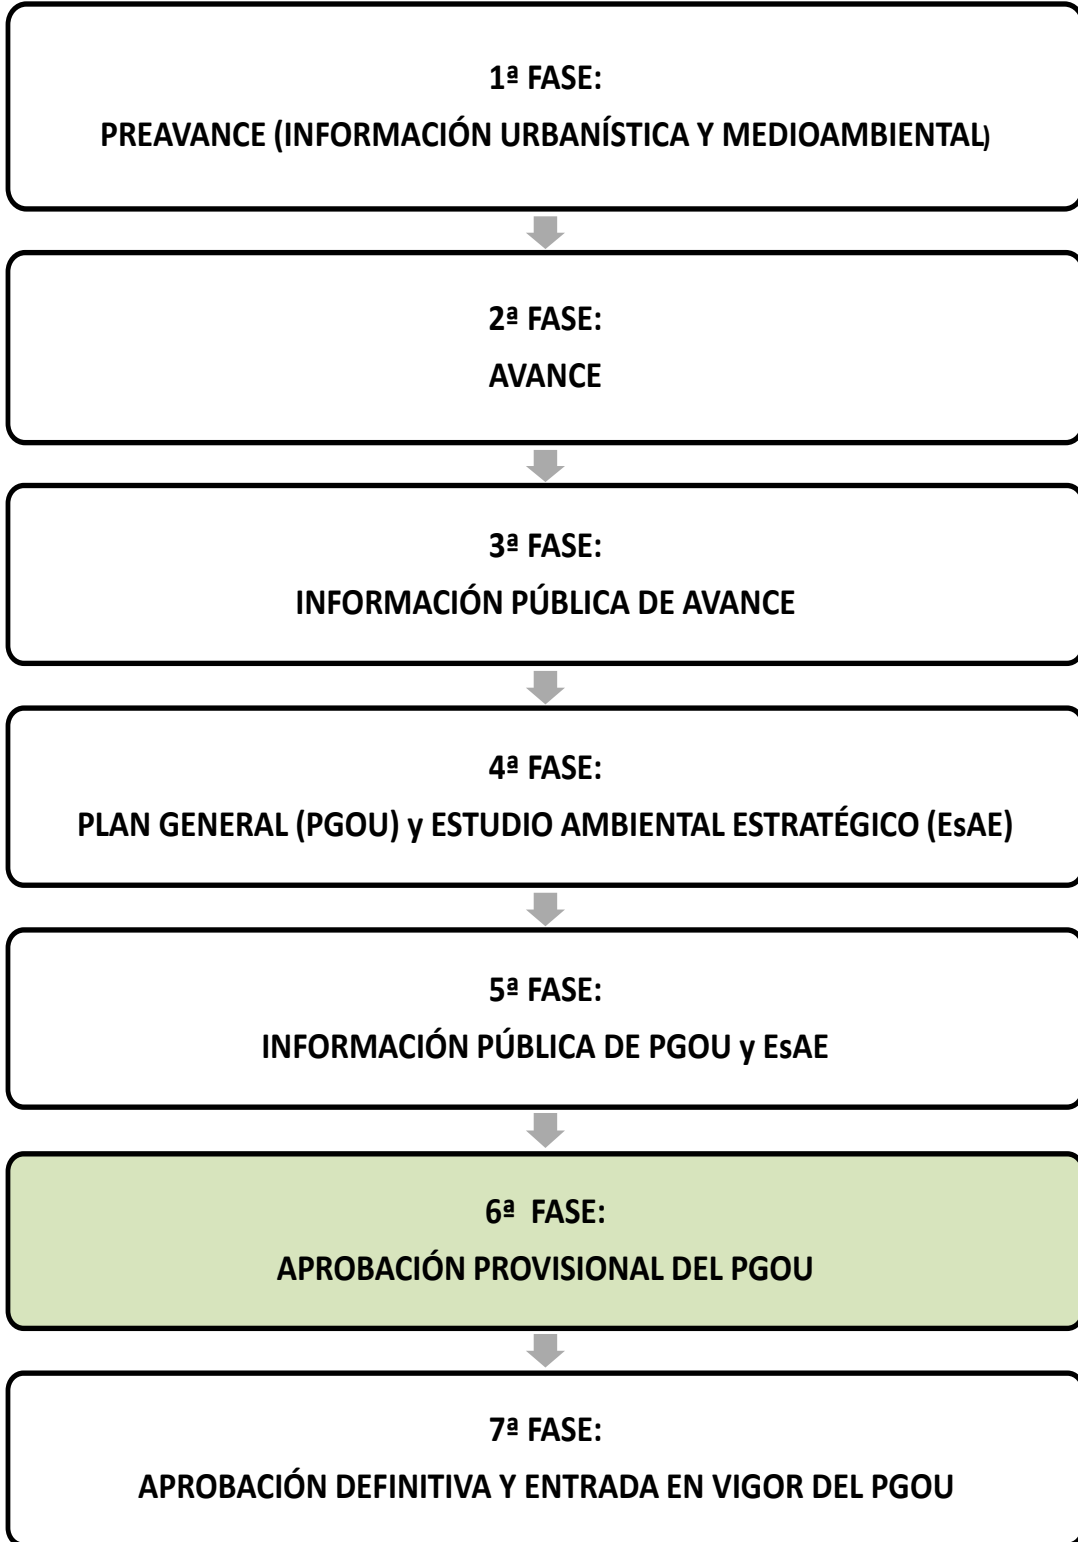 1ª FASE:
PREAVANCE (INFORMACIÓN URBANÍSTICA Y MEDIOAMBIENTAL)
2ª FASE:
AVANCE
3ª FASE:
INFORMACIÓN PÚBLICA DE AVANCE
4ª FASE:
PLAN GENERAL (PGOU) y ESTUDIO AMBIENTAL ESTRATÉGICO (EsAE)
5ª FASE:
INFORMACIÓN PÚBLICA DE PGOU y EsAE
6ª FASE:
APROBACIÓN PROVISIONAL DEL PGOU
7ª FASE:
APROBACIÓN DEFINITIVA Y ENTRADA EN VIGOR DEL PGOU